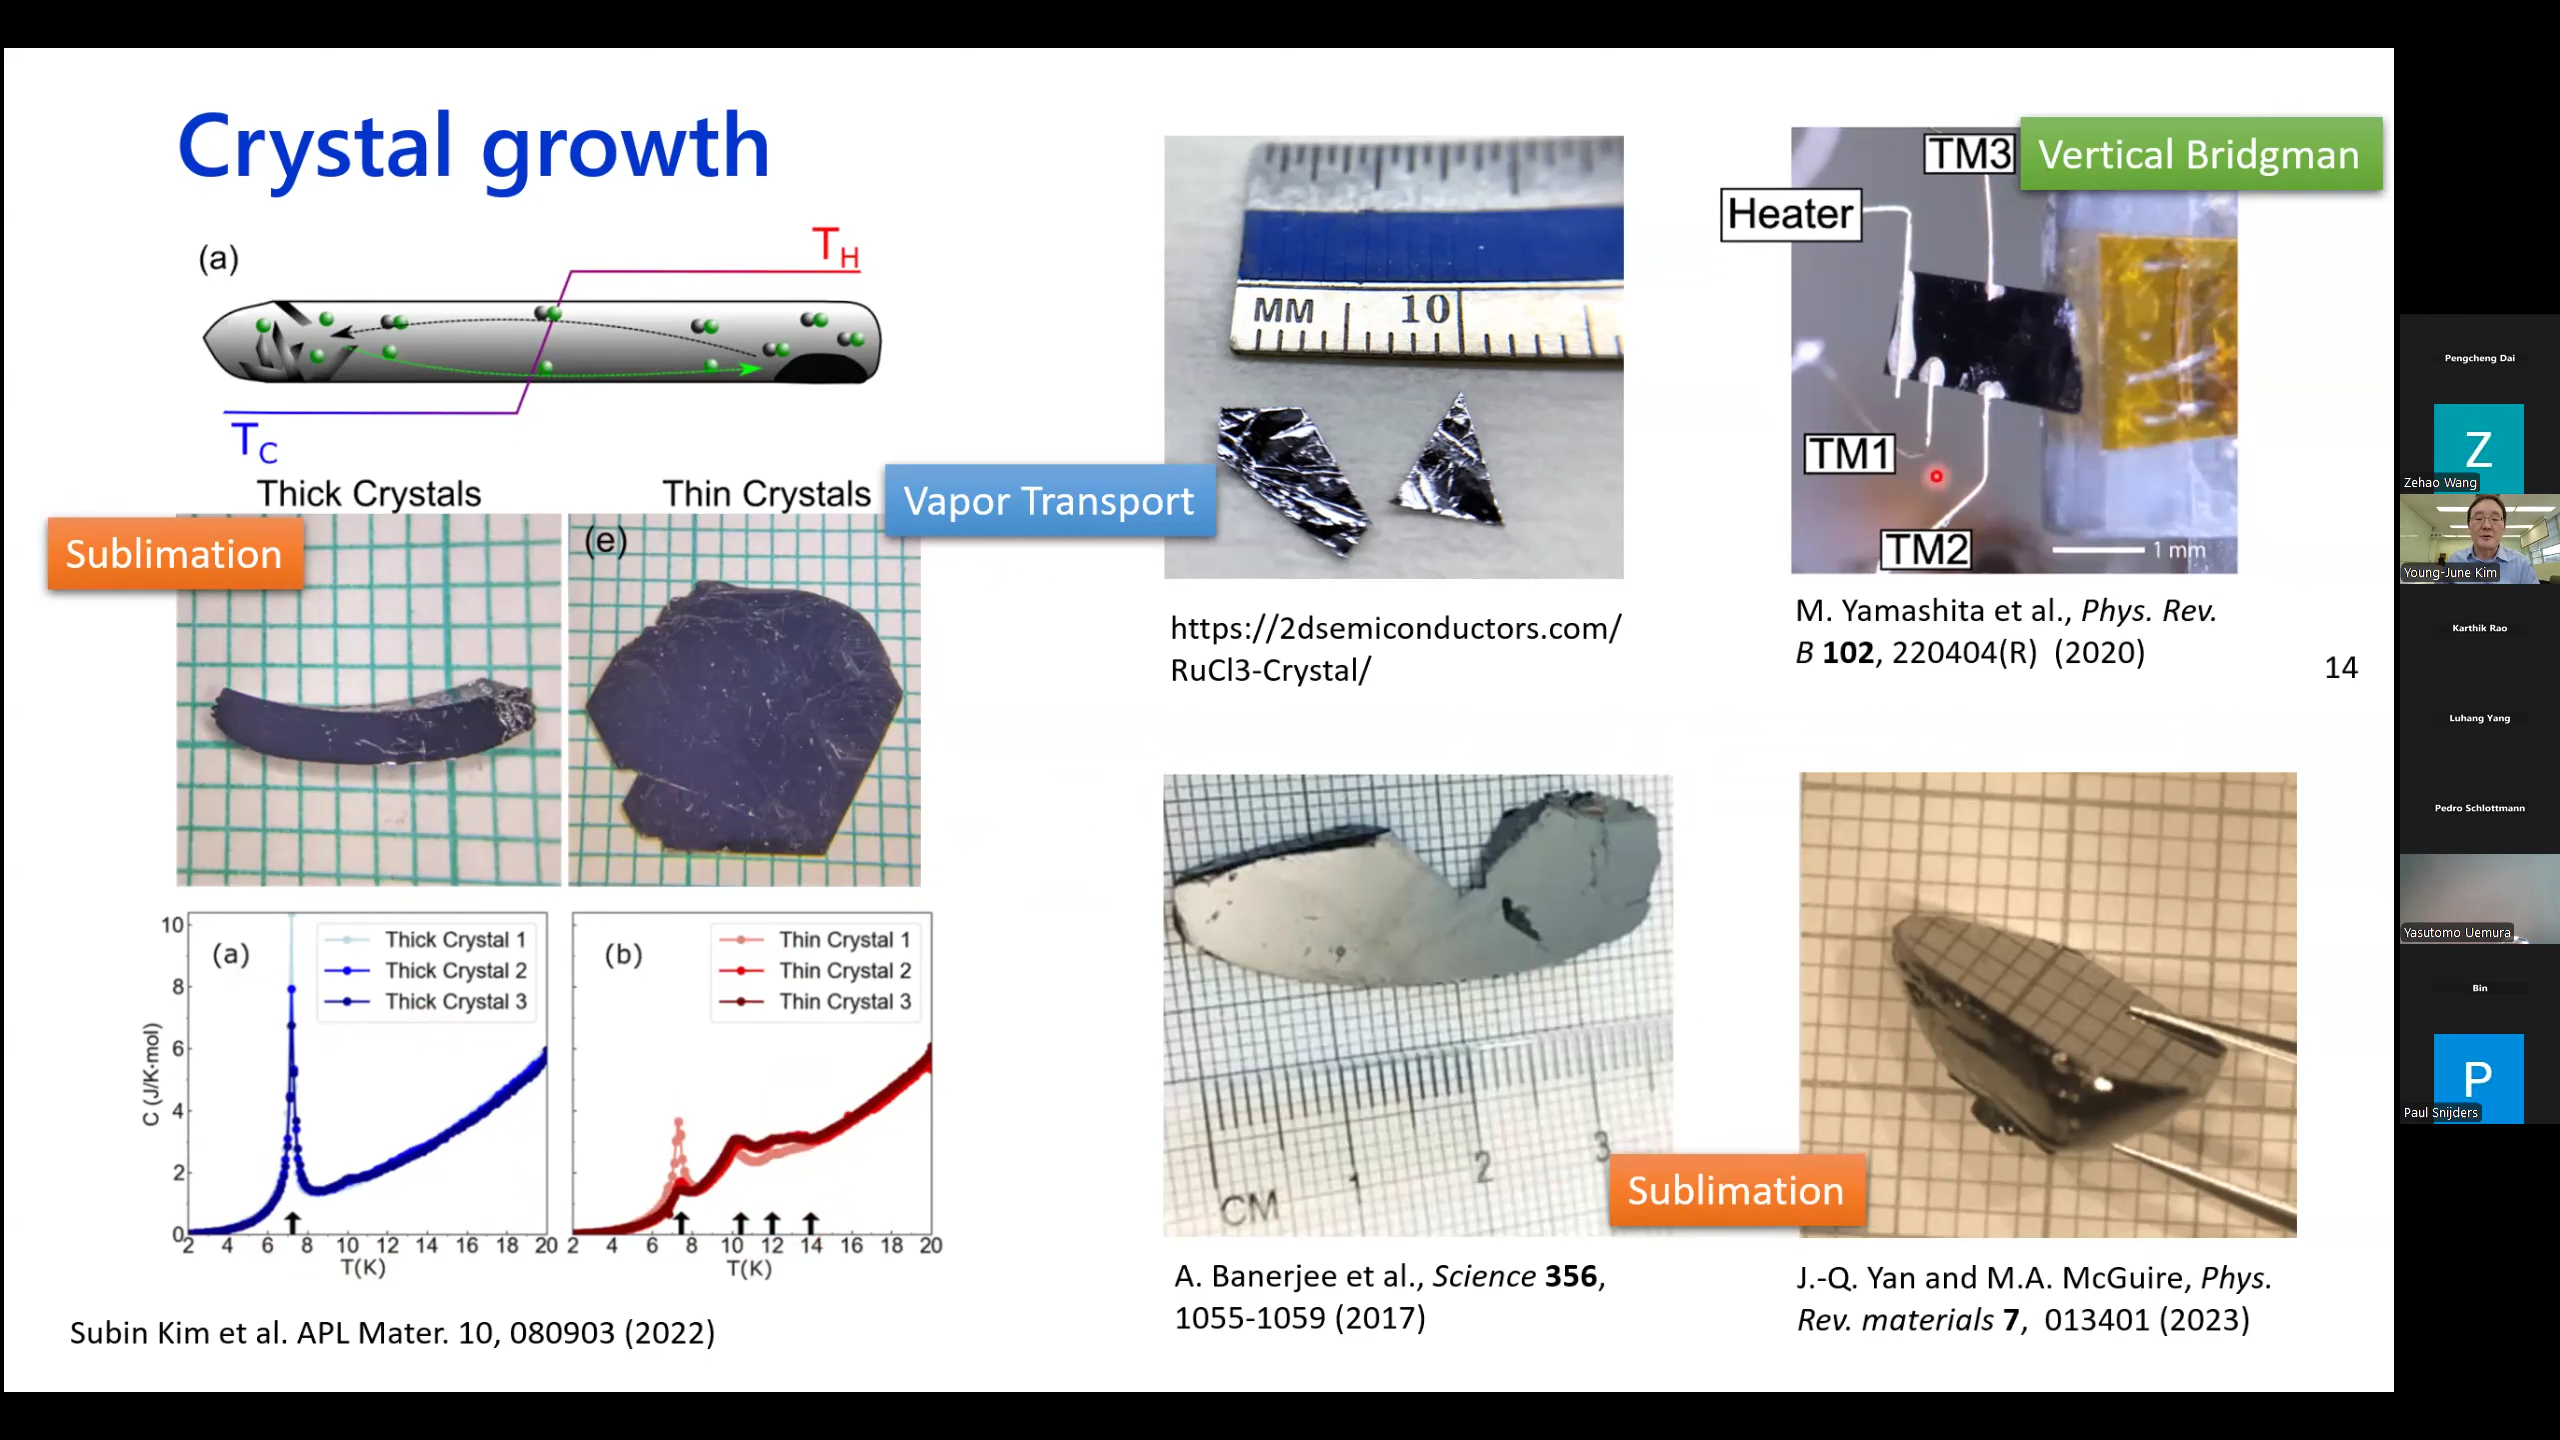 Crystal growth
(a)
TH
TC
Thick Crystals
Thin Crystals
Sublimation
(e)
Vapor Transport
MM
10
https://2dsemiconductors.com/
RuCl3-Crystal/
Vertical Bridgman
TM3
Heater
TM1
TM2
1 mm
M. Yamashita et al., Phys. Rev.
B 102, 220404(R) (2020)
14
(a)
Thick Crystal 1
Thick Crystal 2
Thick Crystal 3
C (J/K·mol)
10
8
6
4
2
0
2 4 6 8 10 12 14 16 18 20
T(K)
(b)
Thin Crystal 1
Thin Crystal 2
Thin Crystal 3
2 4 6 8 10 12 14 16 18 20
T(K)
Subin Kim et al. APL Mater. 10, 080903 (2022)
CM
1
2
3
A. Banerjee et al., Science 356,
1055-1059 (2017)
Sublimation
J.-Q. Yan and M.A. McGuire, Phys.
Rev. materials 7, 013401 (2023)
Pengcheng Dai
Z
Zehao Wang
Young-June Kim
Karthik Rao
Luhang Yang
Pedro Schlottmann
Yasutomo Uemura
Bin
P
Paul Snijders